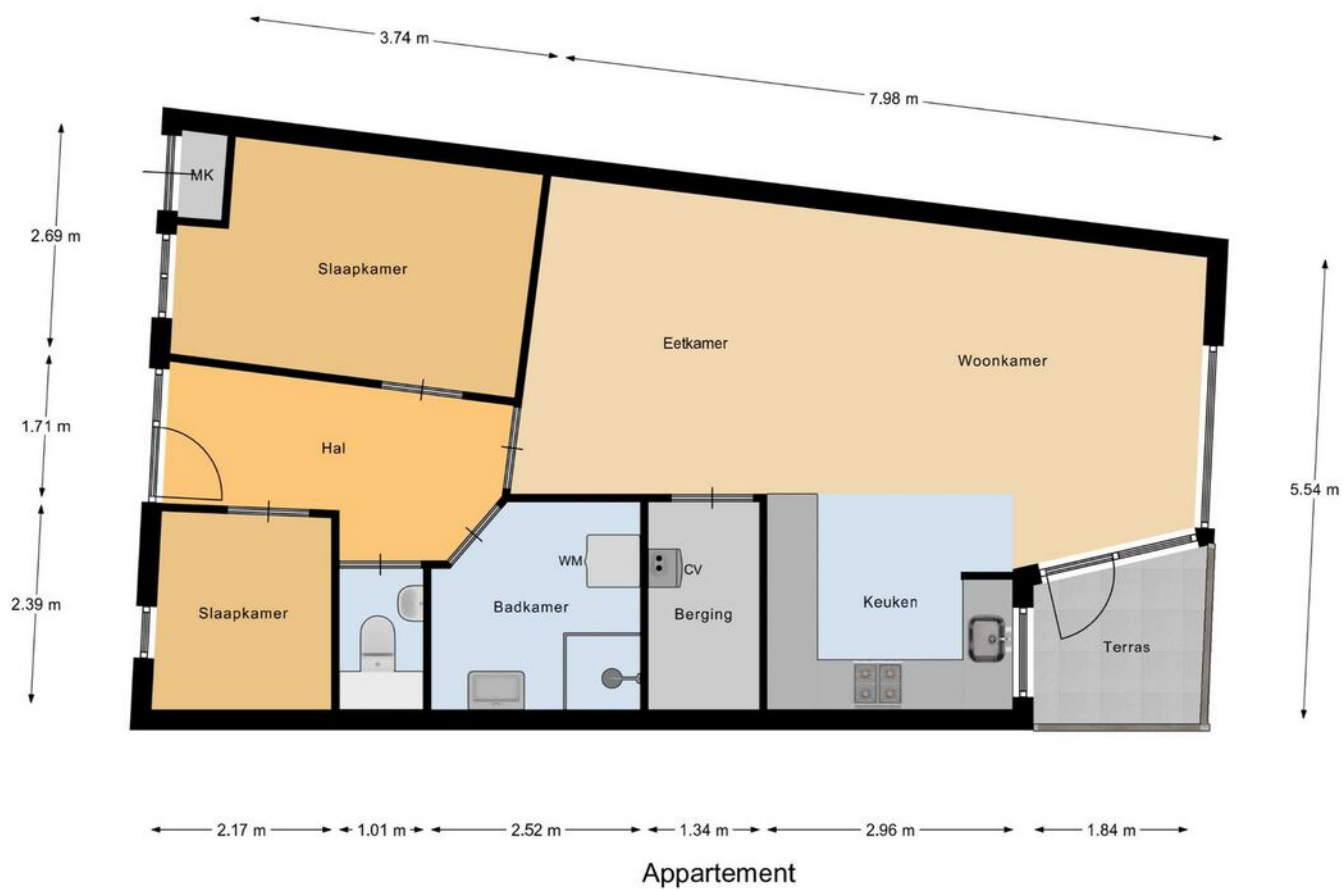 3.74 m
7.98 m
MK
2.69 m
Slaapkamer
Eetkamer
Woonkamer
1.71 m
Hal
5.54 m
2.39 m
Slaapkamer
WM
Badkamer
CV
Berging
Keuken
Terras
2.17 m
1.01 m
2.52 m
1.34 m
2.96 m
1.84 m
Appartement